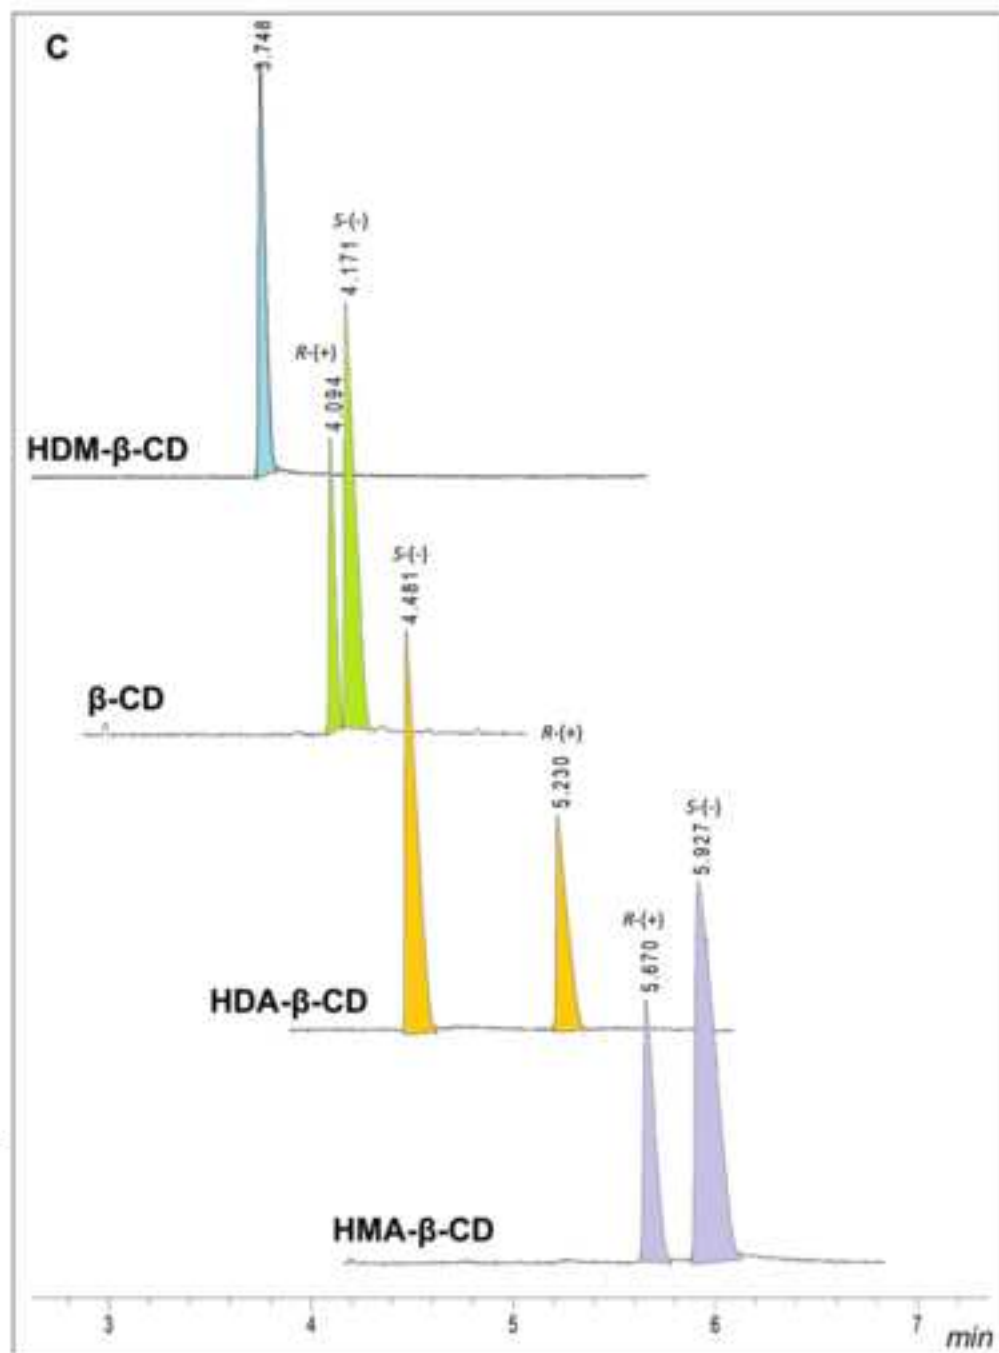 C
3.748
S-(-)
4.171
R-(+)
4.094
HDM-β-CD
S-(-)
4.481
β-CD
R-(+)
5.230
S-(-)
5.927
R-(+)
5.670
HDA-β-CD
HMA-β-CD
3 4 5 6 7 min